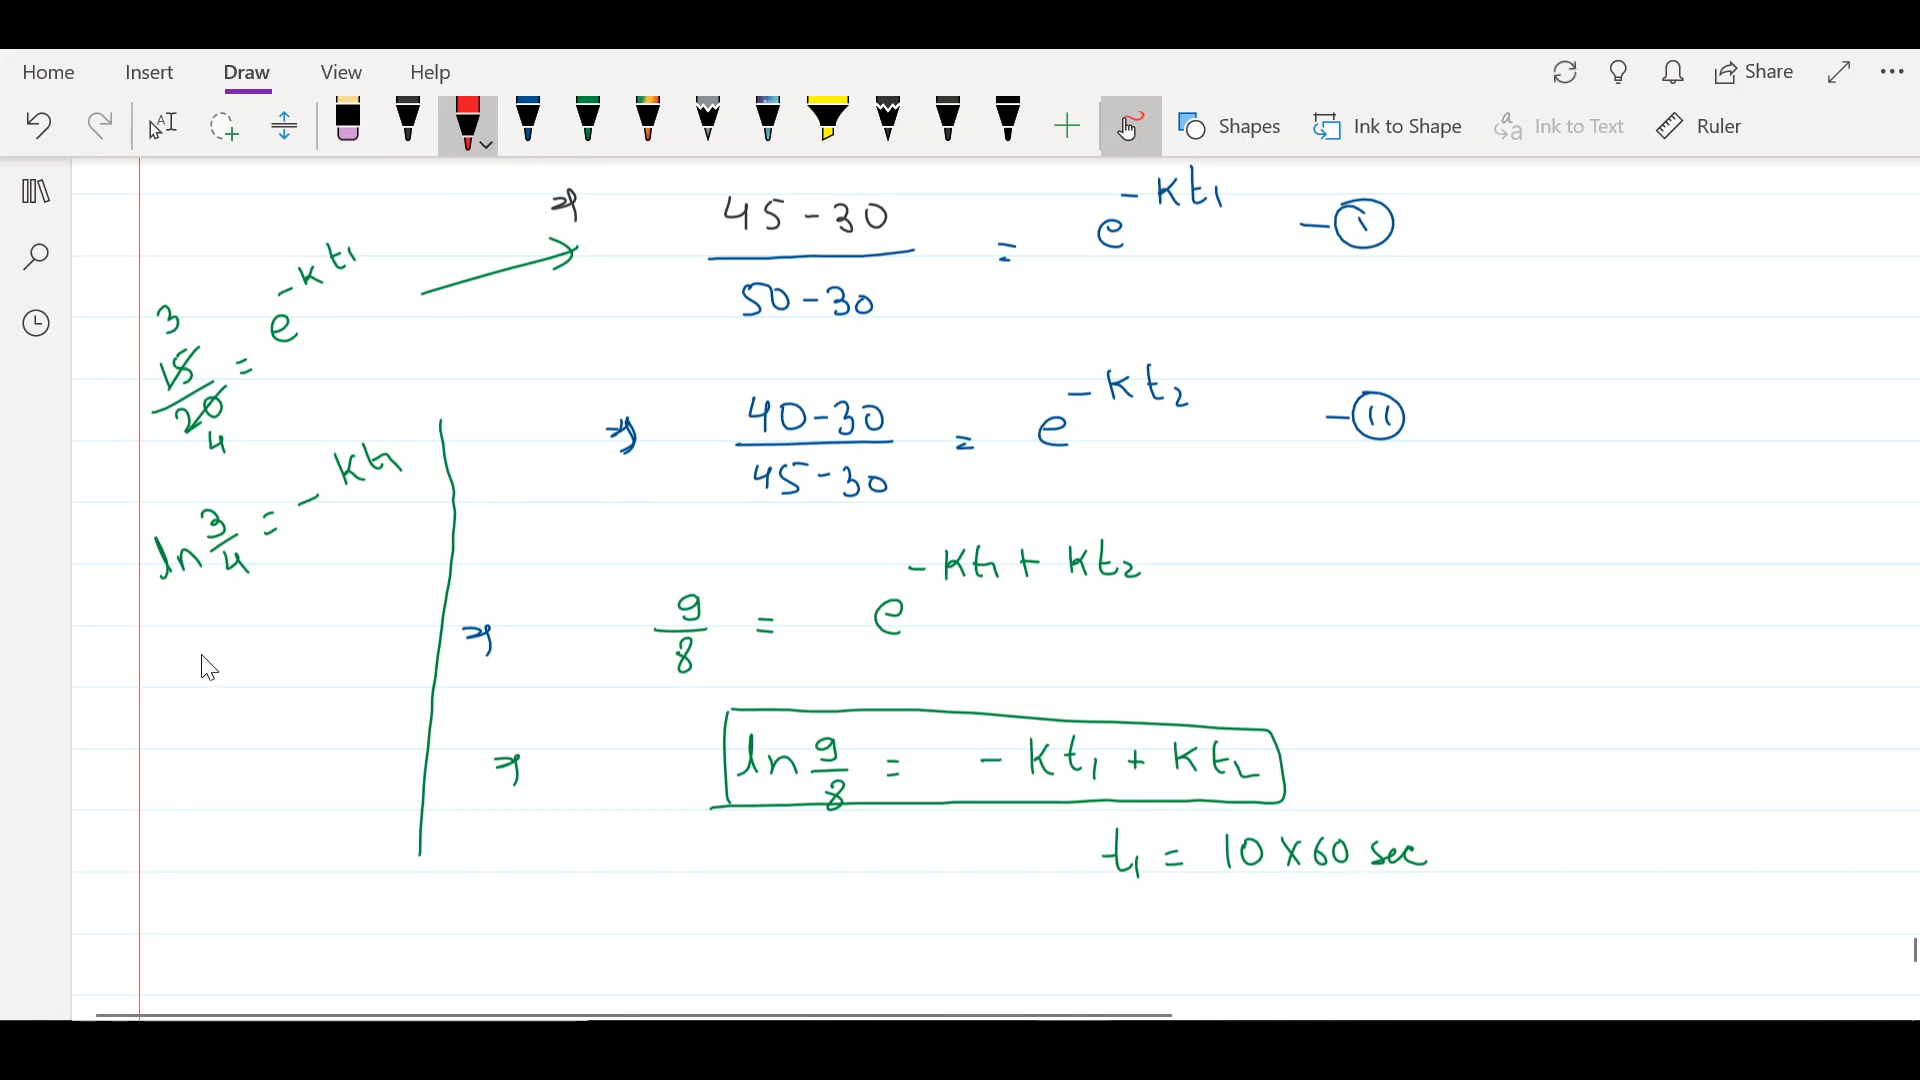 Home Insert Draw View Help Share
Shapes Ink to Shape Ink to Text Ruler
⇒ 45-30 / 50-30 = e^{-kt₁} -Ⓘ
15/20 = e^{-kt₁}
3
4
⇒ 40-30 / 45-30 = e^{-kt₂} -(II)
ln 3/4 = -kt₁
⇒ 9/8 = e^{-kt₁ + kt₂}
⇒ ln 9/8 = -kt₁ + kt₂
t₁ = 10 × 60 sec